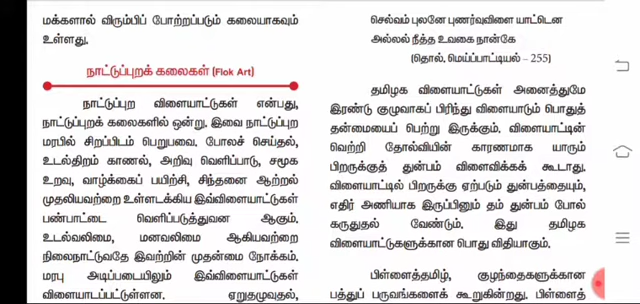 மக்களால் விரும்பிப் போற்றப்படும் கலையாகவும்
உள்ளது.
நாட்டுப்புறக் கலைகள் (Flok Art)
நாட்டுப்புற விளையாட்டுகள் என்பது,
நாட்டுப்புறக் கலைகளில் ஒன்று. இவை நாட்டுப்புற
மரபில் சிறப்பிடம் பெறுபவை. போலச் செய்தல்,
உடல்திறம் காணல், அறிவு வெளிப்பாடு, சமூக
உறவு, வாழ்க்கைப் பயிற்சி, சிந்தனை ஆற்றல்
முதலியவற்றை உள்ளடக்கிய இவ்விளையாட்டுகள்
பண்பாட்டை வெளிப்படுத்துவன ஆகும்.
உடல்வலிமை, மனவலிமை ஆகியவற்றை
நிலைநாட்டுவதே இவற்றின் முதன்மை நோக்கம்.
மரபு அடிப்படையிலும் இவ்விளையாட்டுகள்
விளையாடப்பட்டுள்ளன. ஏறுதழுவுதல்,
செல்வம் புலனே புணர்வுவிளை யாட்டென
அல்லல் நீத்த உவகை நான்கே
(தொல். மெய்ப்பாட்டியல் – 255)
தமிழக விளையாட்டுகள் அனைத்துமே
இரண்டு குழுவாகப் பிரிந்து விளையாடும் பொதுத்
தன்மையைப் பெற்று இருக்கும். விளையாட்டின்
வெற்றி தோல்வியின் காரணமாக யாரும்
பிறருக்குத் துன்பம் விளைவிக்கக் கூடாது.
விளையாட்டில் பிறருக்கு ஏற்படும் துன்பத்தையும்,
எதிர் அணியாக இருப்பினும் தம் துன்பம் போல்
கருதுதல் வேண்டும். இது தமிழக
விளையாட்டுகளுக்கான பொது விதியாகும்.
பிள்ளைத்தமிழ், குழந்தைகளுக்கான
பத்துப் பருவங்களைக் கூறுகின்றது. பிள்ளைத்